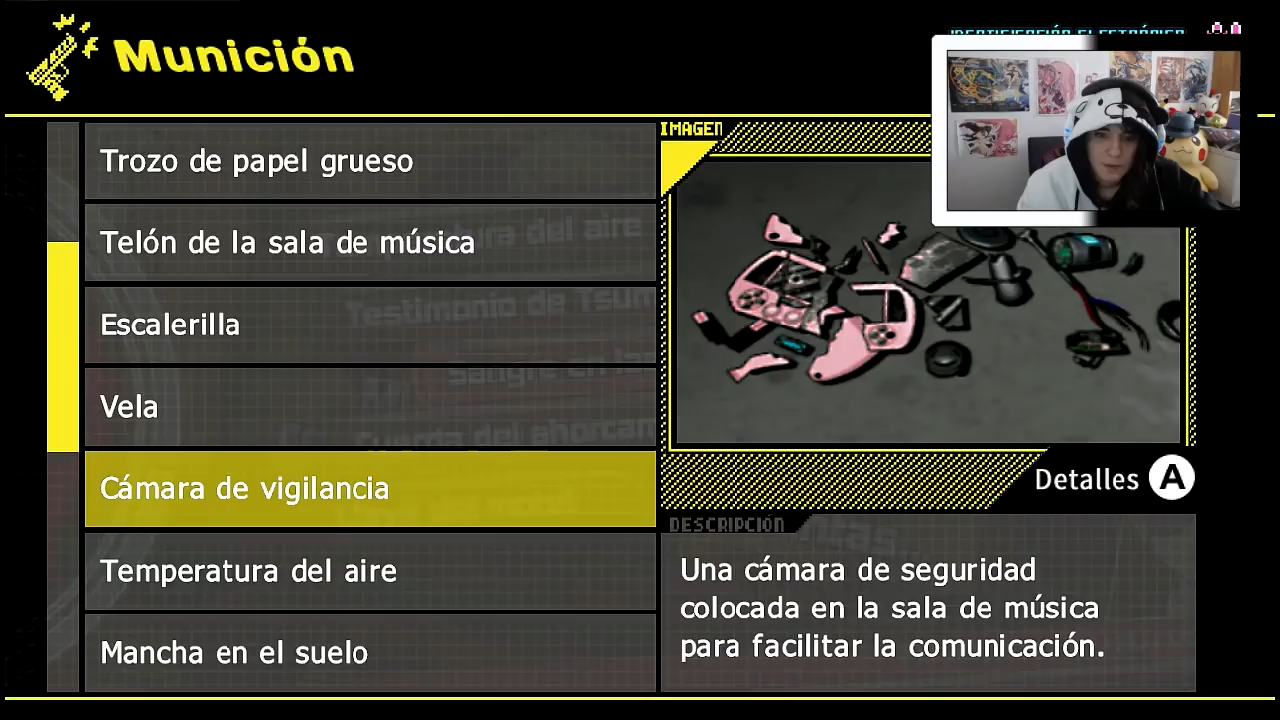 IDENTIFICACIÓN ELECTRÓNICA
Munición
IMAGEN
Trozo de papel grueso
Telón de la sala de música
Escalerilla
Vela
Cámara de vigilancia
Temperatura del aire
Mancha en el suelo
Detalles A
DESCRIPCIÓN
Una cámara de seguridad
colocada en la sala de música
para facilitar la comunicación.